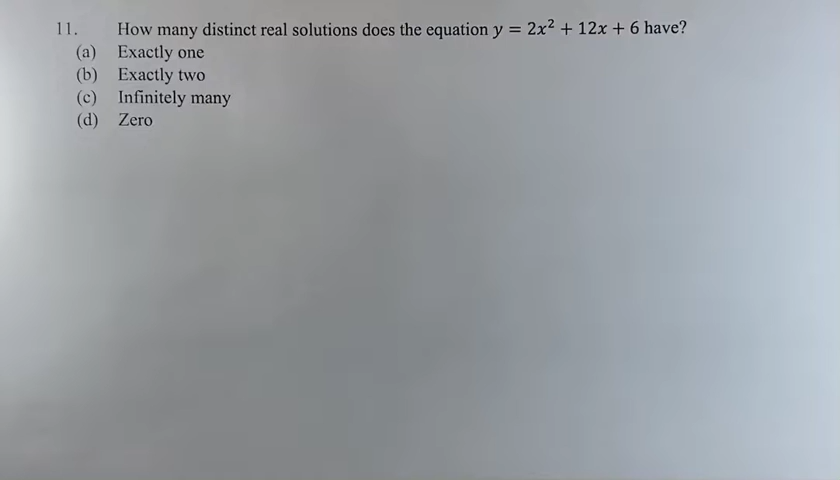 11. How many distinct real solutions does the equation y = 2x² + 12x + 6 have?
(a) Exactly one
(b) Exactly two
(c) Infinitely many
(d) Zero